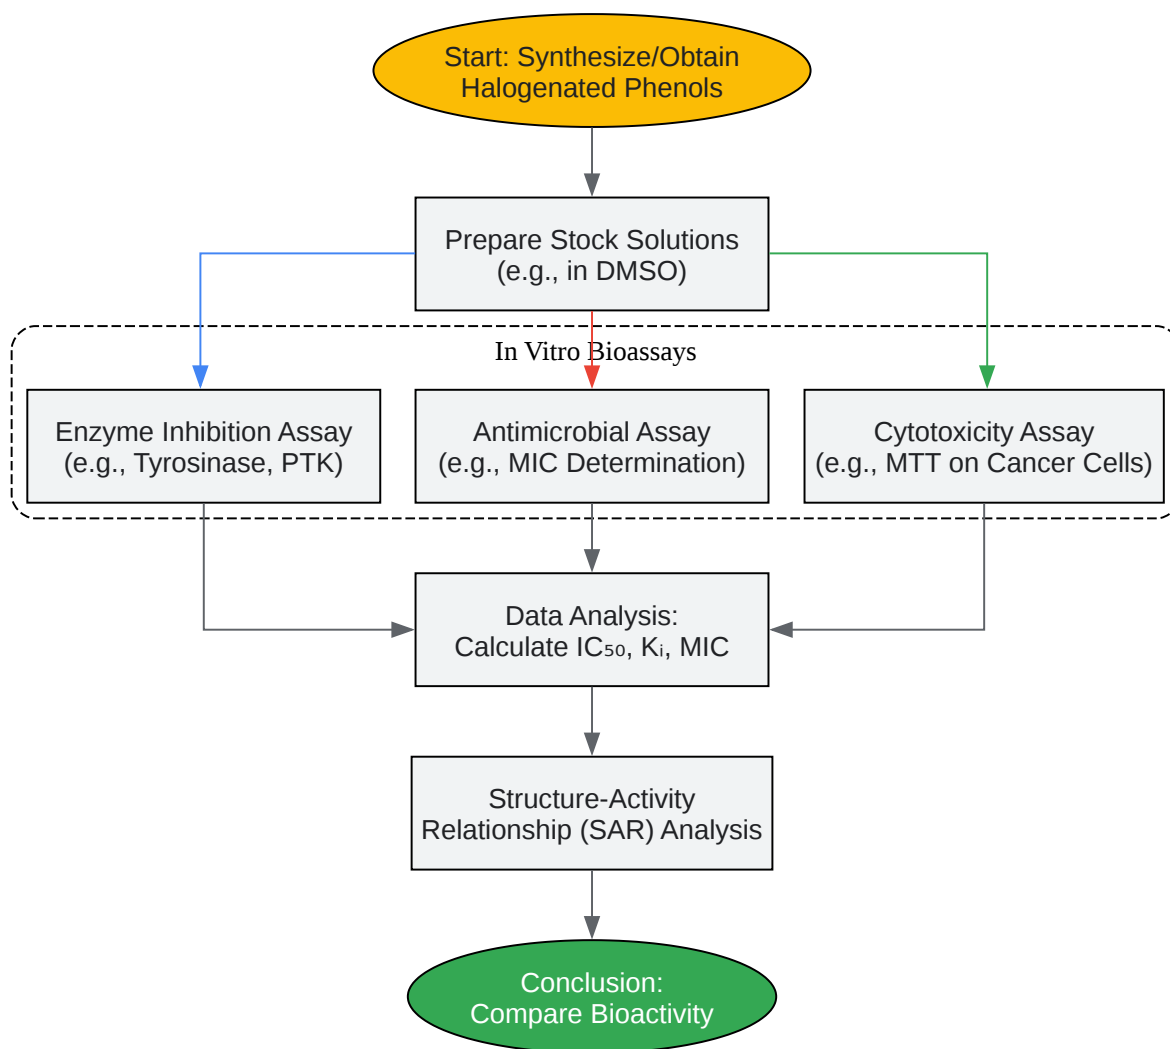 Start: Synthesize/Obtain
Halogenated Phenols
Prepare Stock Solutions
(e.g., in DMSO)
In Vitro Bioassays
Enzyme Inhibition Assay
(e.g., Tyrosinase, PTK)
Antimicrobial Assay
(e.g., MIC Determination)
Cytotoxicity Assay
(e.g., MTT on Cancer Cells)
Data Analysis:
Calculate IC₅₀, Kᵢ, MIC
Structure-Activity
Relationship (SAR) Analysis
Conclusion:
Compare Bioactivity